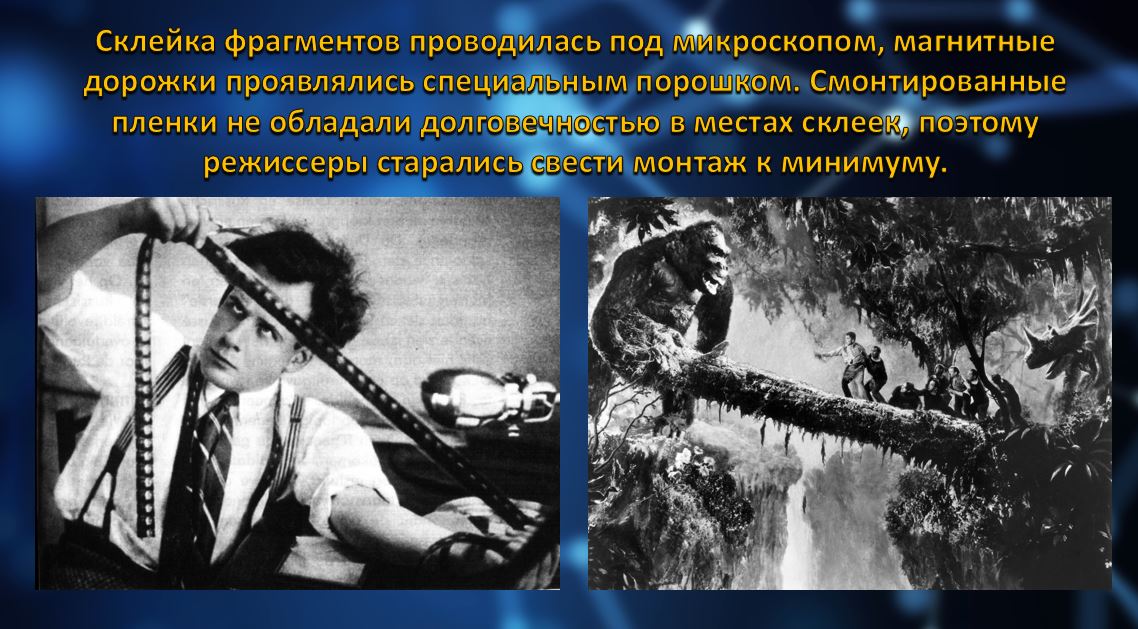 Склейка фрагментов проводилась под микроскопом, магнитные
дорожки проявлялись специальным порошком. Смонтированные
пленки не обладали долговечностью в местах склеек, поэтому
режиссеры старались свести монтаж к минимуму.